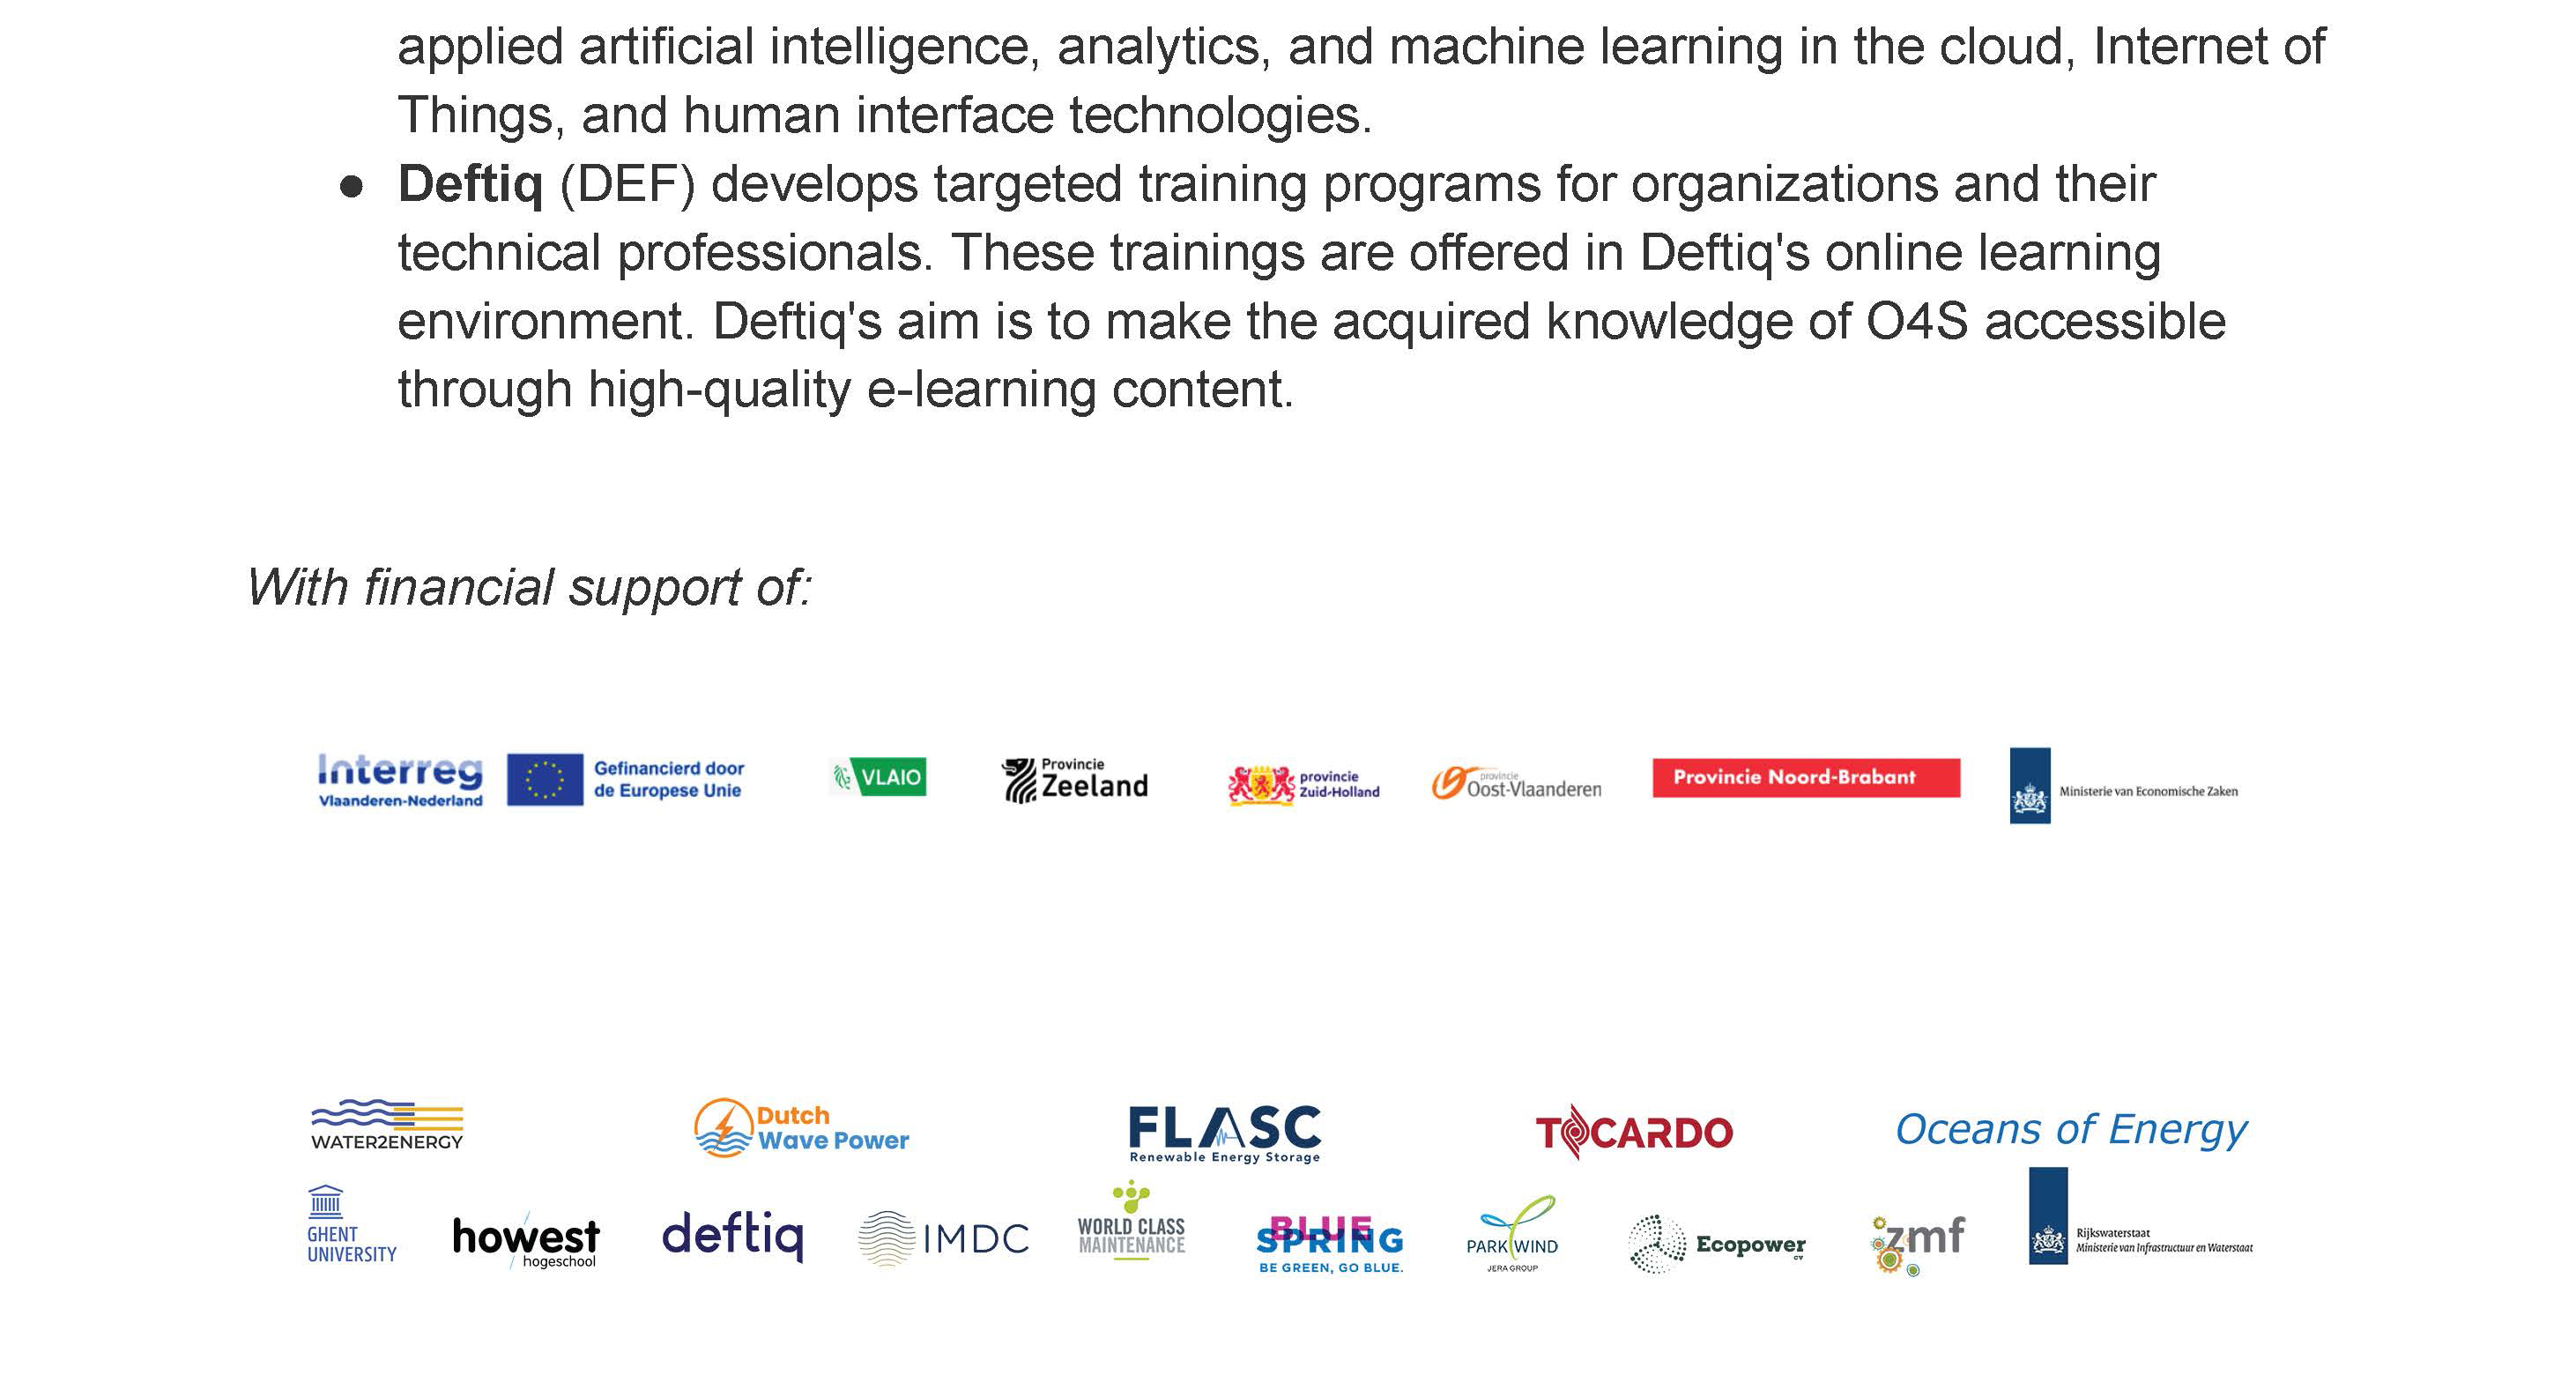 applied artificial intelligence, analytics, and machine learning in the cloud, Internet of
Things, and human interface technologies.
● Deftiq (DEF) develops targeted training programs for organizations and their
technical professionals. These trainings are offered in Deftiq's online learning
environment. Deftiq's aim is to make the acquired knowledge of O4S accessible
through high-quality e-learning content.
With financial support of:
Interreg
Vlaanderen-Nederland
Gefinancierd door
de Europese Unie
VLAIO
Provincie
Zeeland
provincie
Zuid-Holland
provincie
Oost-Vlaanderen
Provincie Noord-Brabant
Ministerie van Economische Zaken
WATER2ENERGY
Dutch
Wave Power
FLASC
Renewable Energy Storage
TOCARDO
Oceans of Energy
GHENT
UNIVERSITY
howest
hogeschool
deftiq
IMDC
WORLD CLASS
MAINTENANCE
BLUE
SPRING
BE GREEN, GO BLUE.
PARKWIND
JERA GROUP
Ecopower
cv
zmf
Rijkswaterstaat
Ministerie van Infrastructuur en Waterstaat